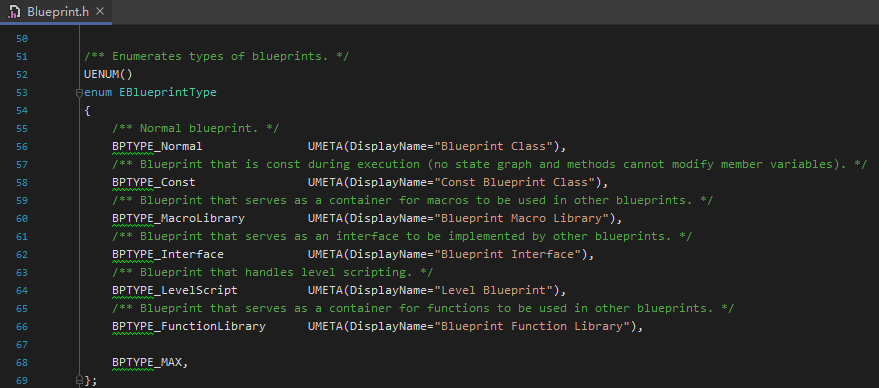 Blueprint.h ×
50
51 /** Enumerates types of blueprints. */
52 UENUM()
53 enum EBlueprintType
54 {
55 /** Normal blueprint. */
56 BPTYPE_Normal UMETA(DisplayName="Blueprint Class"),
57 /** Blueprint that is const during execution (no state graph and methods cannot modify member variables). */
58 BPTYPE_Const UMETA(DisplayName="Const Blueprint Class"),
59 /** Blueprint that serves as a container for macros to be used in other blueprints. */
60 BPTYPE_MacroLibrary UMETA(DisplayName="Blueprint Macro Library"),
61 /** Blueprint that serves as an interface to be implemented by other blueprints. */
62 BPTYPE_Interface UMETA(DisplayName="Blueprint Interface"),
63 /** Blueprint that handles level scripting. */
64 BPTYPE_LevelScript UMETA(DisplayName="Level Blueprint"),
65 /** Blueprint that serves as a container for functions to be used in other blueprints. */
66 BPTYPE_FunctionLibrary UMETA(DisplayName="Blueprint Function Library"),
67
68 BPTYPE_MAX,
69 };